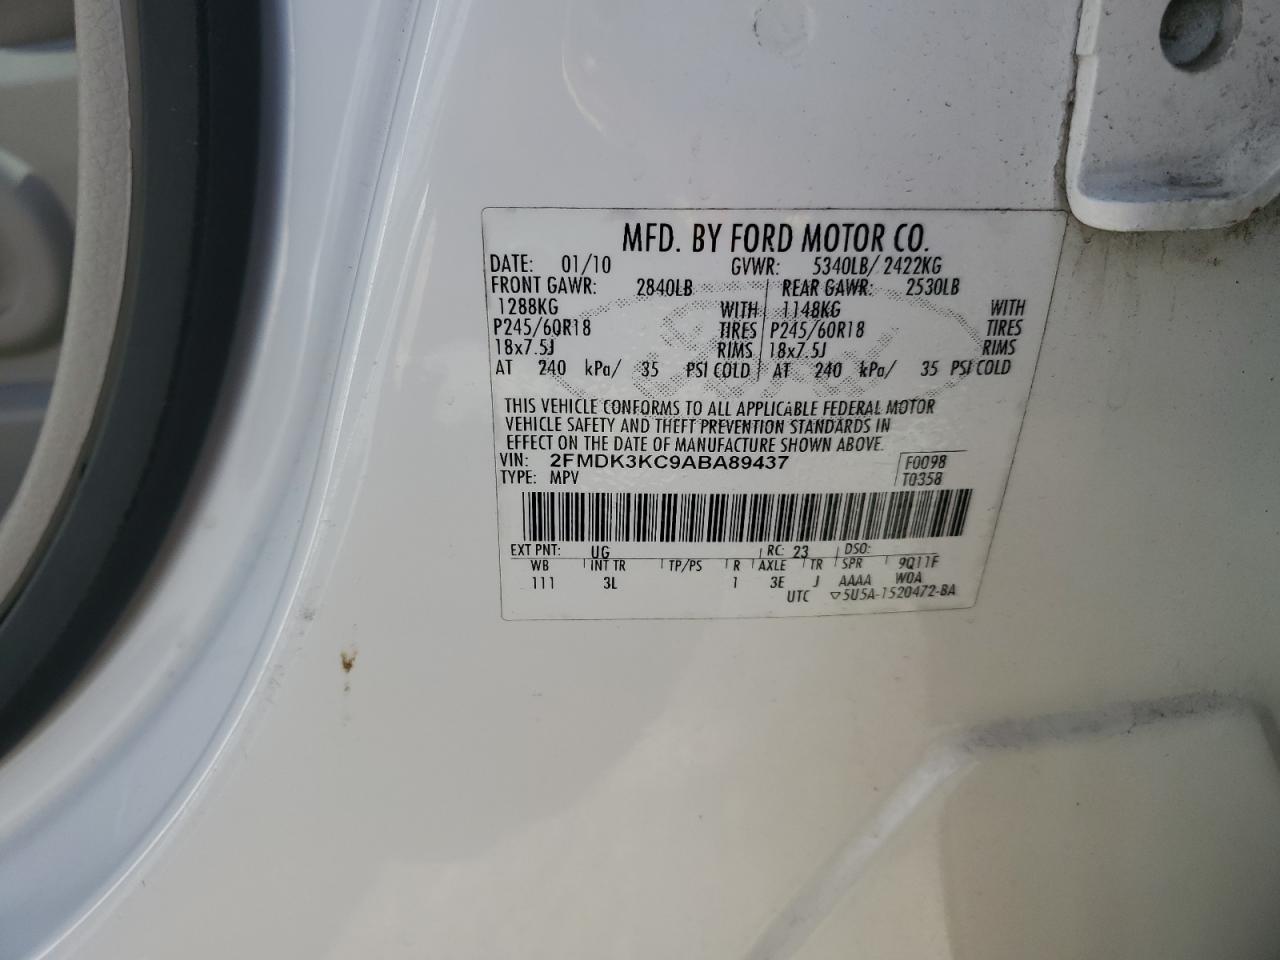 MFD. BY FORD MOTOR CO.
DATE: 01/10 GVWR: 5340LB/ 2422KG
FRONT GAWR: 2840LB REAR GAWR: 2530LB
1288KG WITH 1148KG WITH
P245/60R18 TIRES P245/60R18 TIRES
18x7.5J RIMS 18x7.5J RIMS
AT 240 kPa/ 35 PSI COLD AT 240 kPa/ 35 PSI COLD
THIS VEHICLE CONFORMS TO ALL APPLICABLE FEDERAL MOTOR
VEHICLE SAFETY AND THEFT PREVENTION STANDARDS IN
EFFECT ON THE DATE OF MANUFACTURE SHOWN ABOVE.
VIN: 2FMDK3KC9ABA89437 F0098
TYPE: MPV T0358
EXT PNT: UG RC: 23 DSO:
WB INT TR TP/PS R AXLE TR SPR 9Q11F
111 3L 1 3E J AAAA W0A
UTC ▽5U5A-1520472-BA